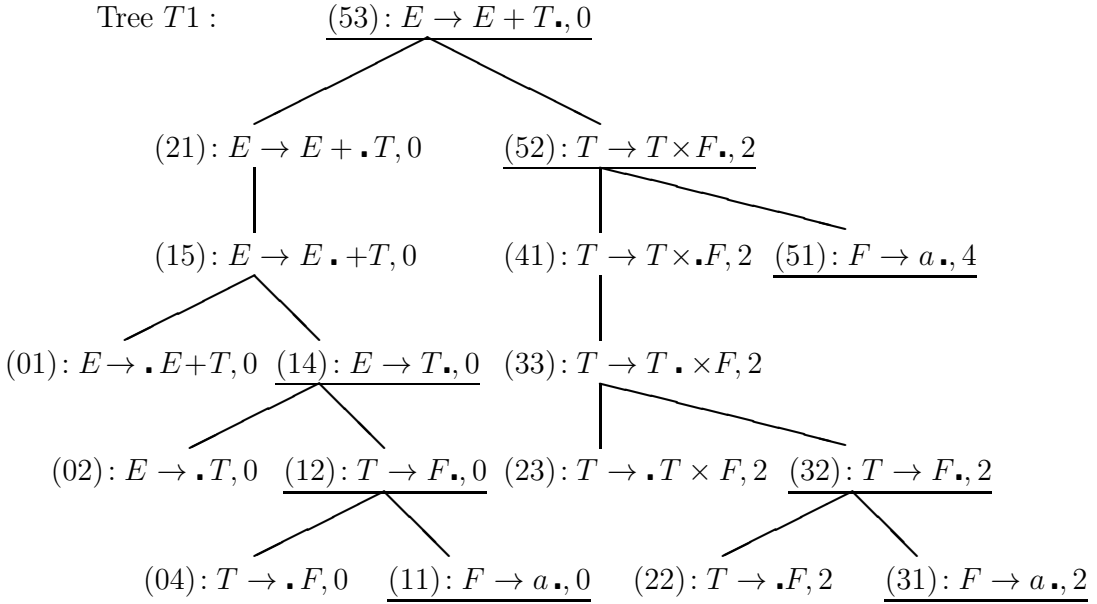 Tree T1 : (53): E → E + T., 0
(21): E → E + . T, 0 (52): T → T × F., 2
(15): E → E . +T, 0 (41): T → T ×.F, 2 (51): F → a ., 4
(01): E → . E+T, 0 (14): E → T., 0 (33): T → T . ×F, 2
(02): E → . T, 0 (12): T → F., 0 (23): T → . T × F, 2 (32): T → F., 2
(04): T → . F, 0 (11): F → a ., 0 (22): T → .F, 2 (31): F → a ., 2